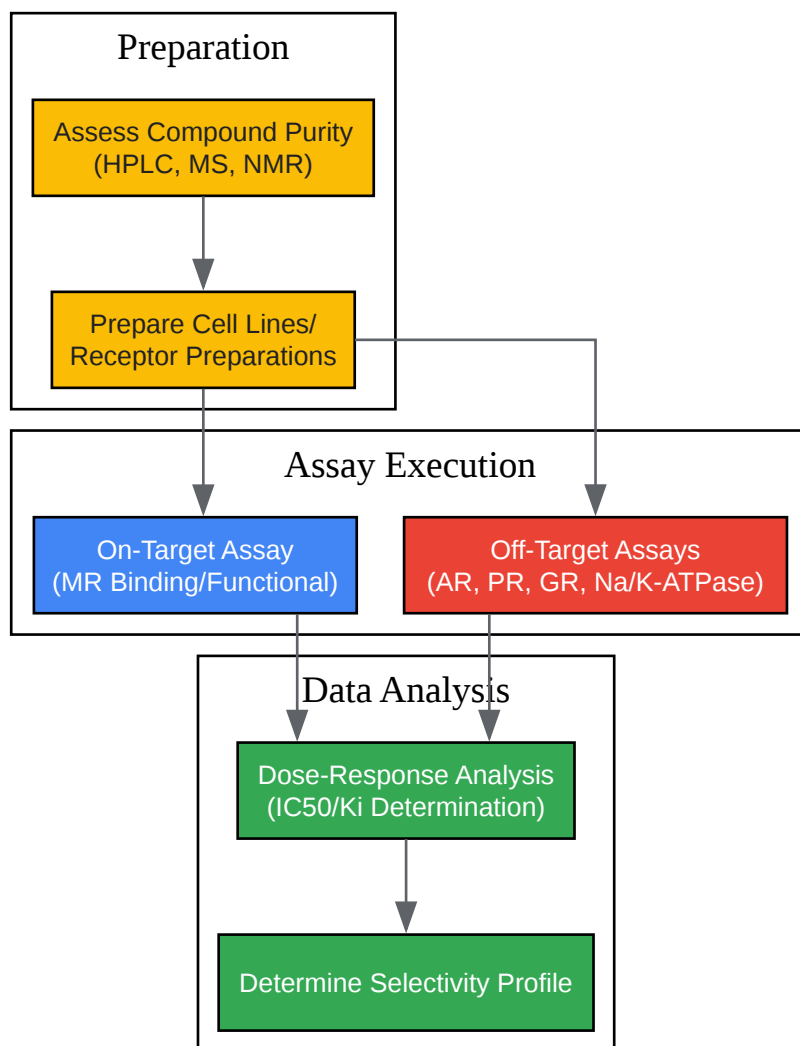 Preparation
Assess Compound Purity
(HPLC, MS, NMR)
Prepare Cell Lines/
Receptor Preparations
Assay Execution
On-Target Assay
(MR Binding/Functional)
Off-Target Assays
(AR, PR, GR, Na/K-ATPase)
Data Analysis
Dose-Response Analysis
(IC50/Ki Determination)
Determine Selectivity Profile